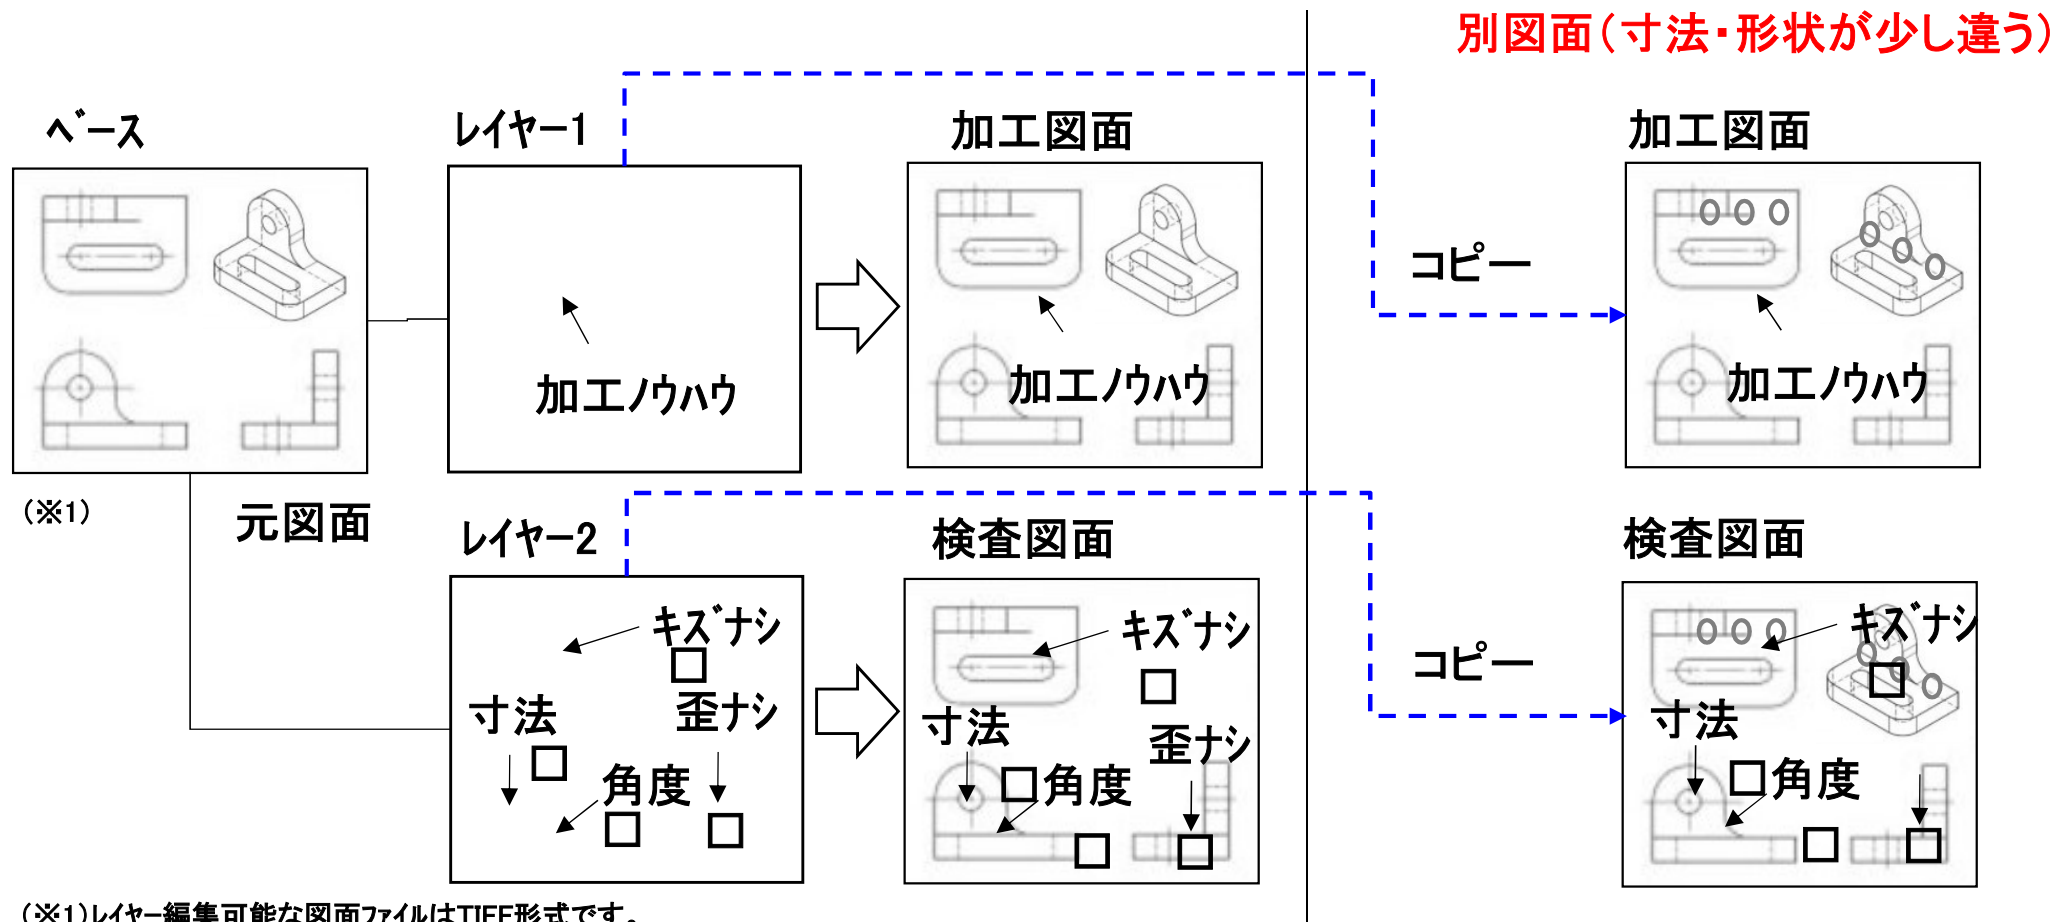 別図面(寸法・形状が少し違う)
ベース
レイヤー1
加工図面
加工図面
コピー
加工ノウハウ
加工ノウハウ
加工ノウハウ
(※1)
元図面
レイヤー2
検査図面
検査図面
キズナシ
キズナシ
キズナシ
コピー
寸法
歪ナシ
寸法
歪ナシ
寸法
角度
角度
角度
(※1)レイヤー編集可能な図面ファイルはTIFF形式です。